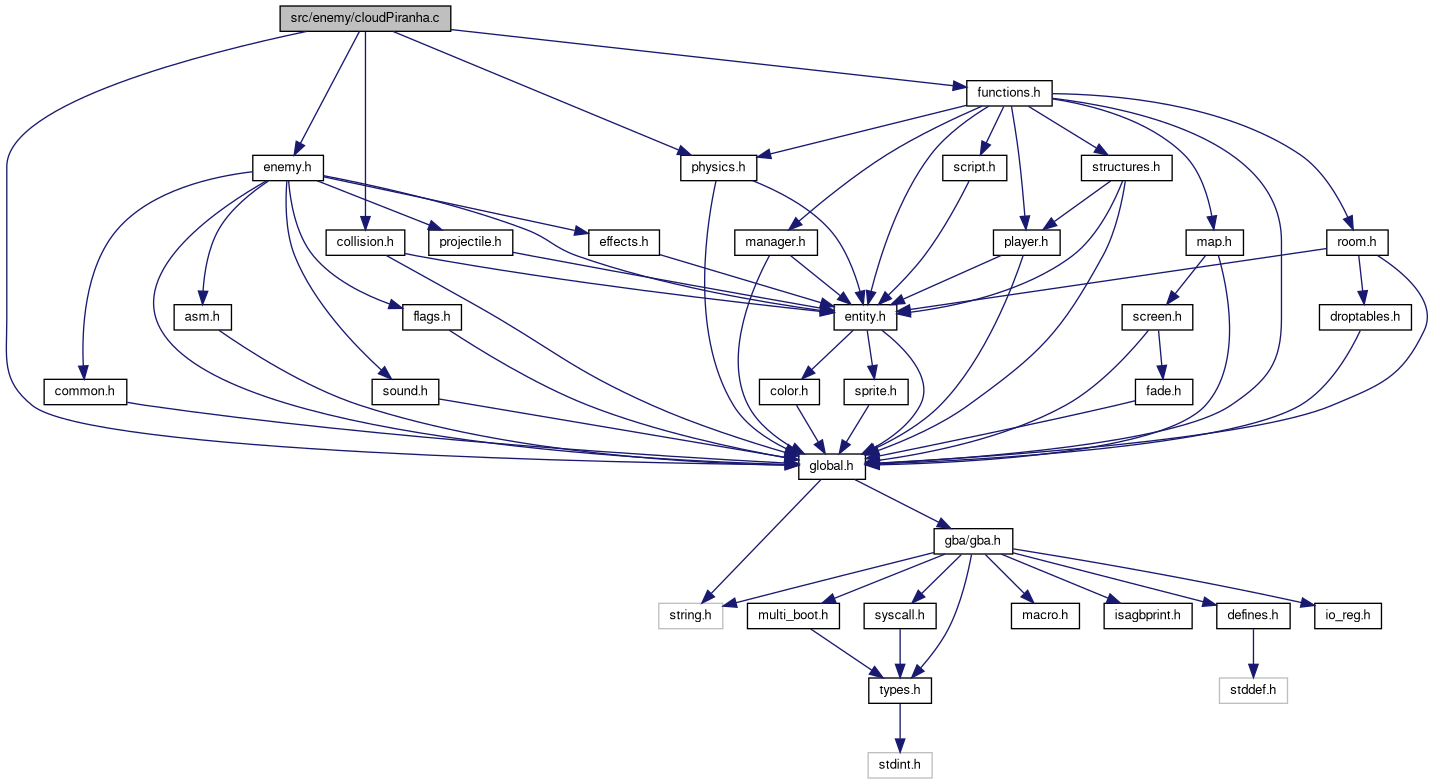 src/enemy/cloudPiranha.c
functions.h
enemy.h
physics.h
script.h
structures.h
collision.h
projectile.h
effects.h
manager.h
player.h
map.h
room.h
asm.h
flags.h
entity.h
screen.h
droptables.h
common.h
sound.h
color.h
sprite.h
fade.h
global.h
gba/gba.h
string.h
multi_boot.h
syscall.h
macro.h
isagbprint.h
defines.h
io_reg.h
types.h
stddef.h
stdint.h